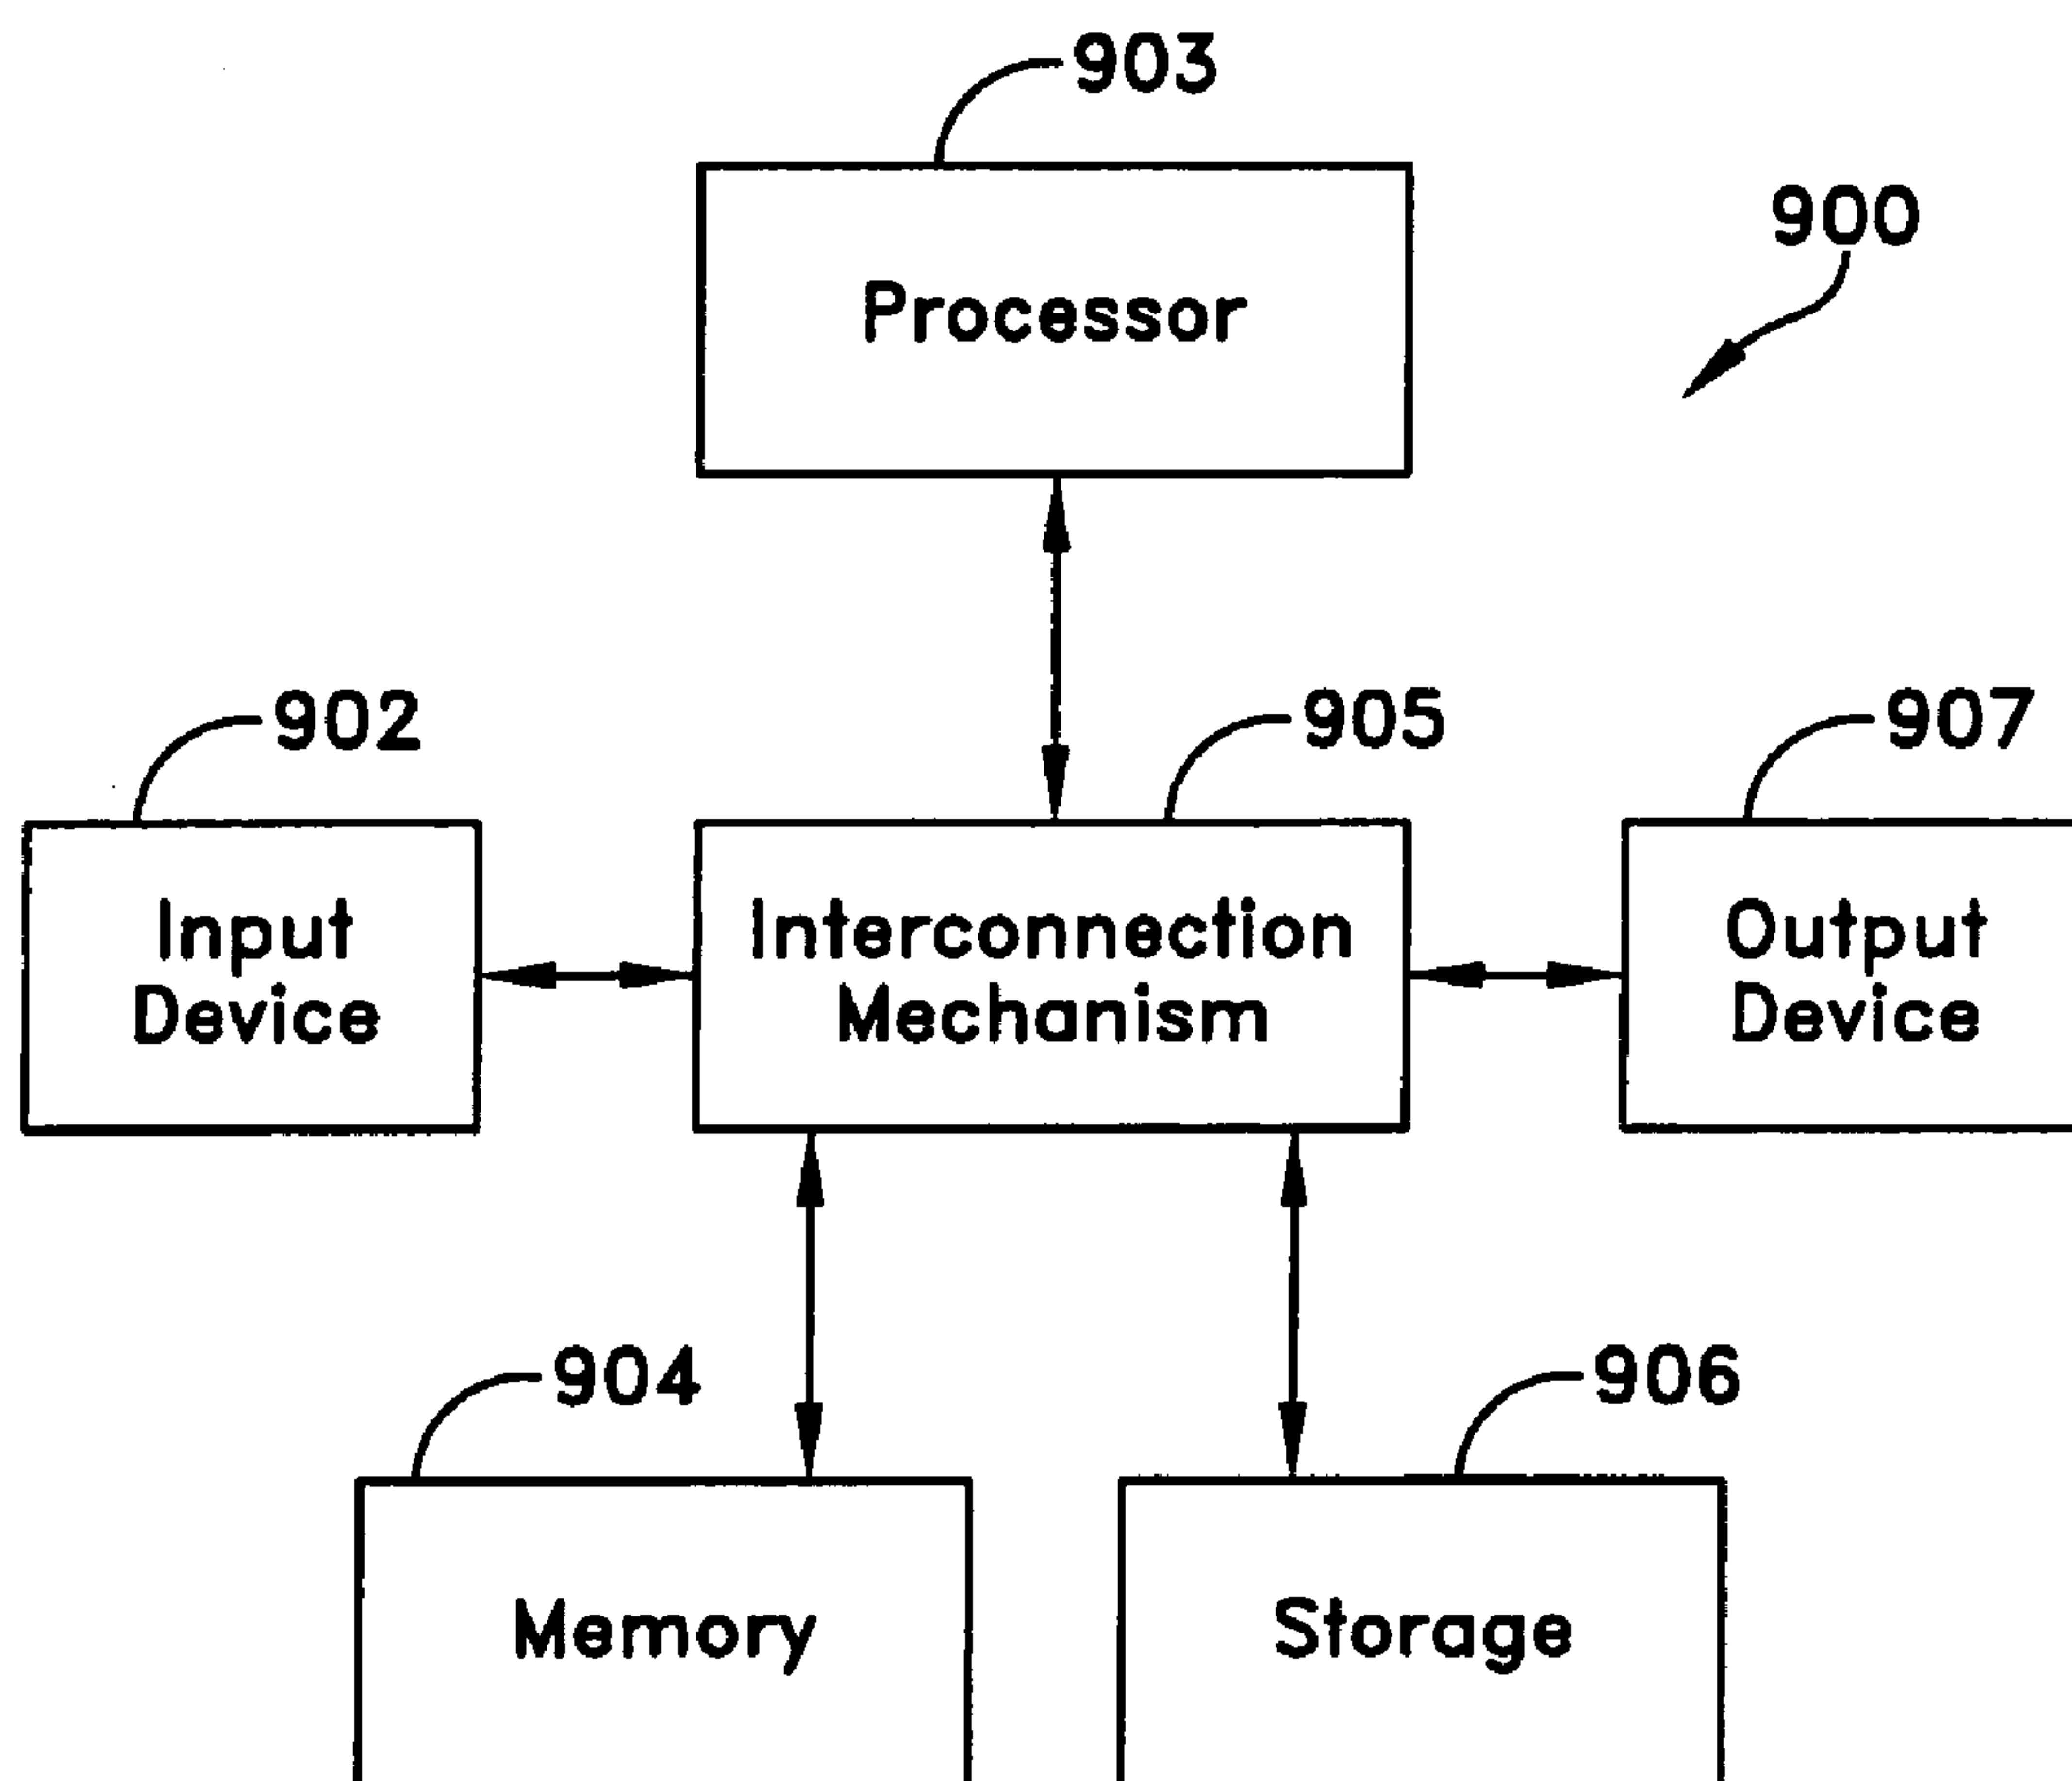 903
Processor
900
902
905
907
Input
Device
Interconnection
Mechanism
Output
Device
904
906
Memory
Storage